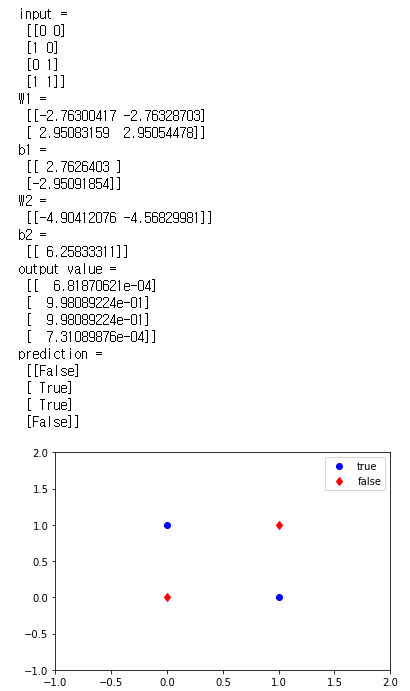 input =
[[0 0]
[1 0]
[0 1]
[1 1]]
W1 =
[[-2.76300417 -2.76328703]
[ 2.95083159  2.95054478]]
b1 =
[[ 2.7626403 ]
[-2.95091854]]
W2 =
[[-4.90412076 -4.56829981]]
b2 =
[[ 6.25833311]]
output value =
[[  6.81870621e-04]
[  9.98089224e-01]
[  9.98089224e-01]
[  7.31089876e-04]]
prediction =
[[False]
[ True]
[ True]
[False]]
2.0
true
false
1.5
1.0
0.5
0.0
-0.5
-1.0
-1.0 -0.5 0.0 0.5 1.0 1.5 2.0